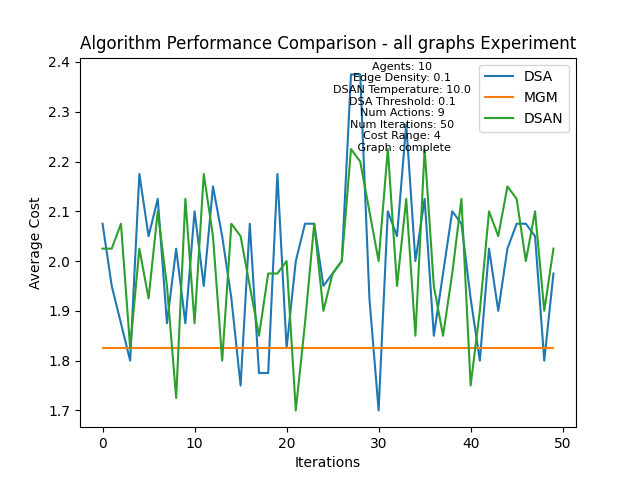 Algorithm Performance Comparison - all graphs Experiment
Agents: 10
Edge Density: 0.1
DSAN Temperature: 10.0
DSA Threshold: 0.1
Num Actions: 9
Num Iterations: 50
Cost Range: 4
Graph: complete
DSA
MGM
DSAN
2.4
2.3
2.2
2.1
2.0
1.9
1.8
1.7
Average Cost
0
10
20
30
40
50
Iterations